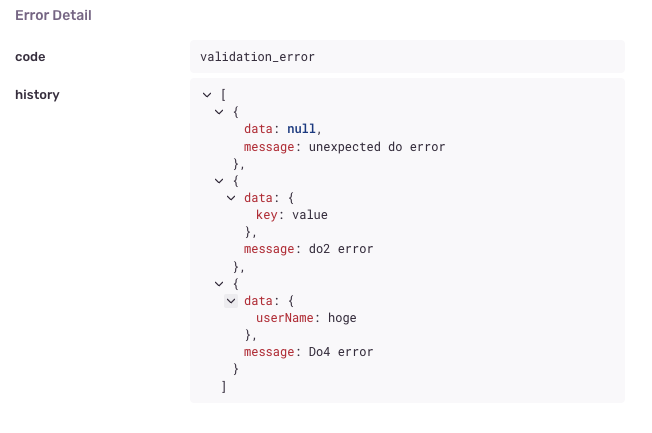 Error Detail
code
validation_error
history
[
{
data: null,
message: unexpected do error
},
{
data: {
key: value
},
message: do2 error
},
{
data: {
userName: hoge
},
message: Do4 error
}
]